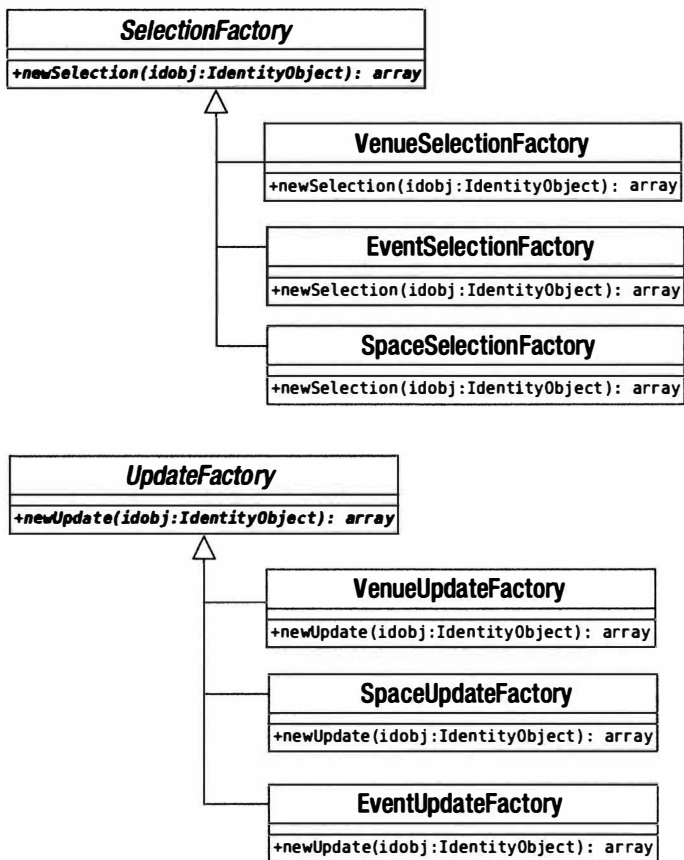 SelectionFactory
+newSelection(idobj:IdentityObject): array
VenueSelectionFactory
+newSelection(idobj:IdentityObject): array
EventSelectionFactory
+newSelection(idobj:IdentityObject): array
SpaceSelectionFactory
+newSelection(idobj:IdentityObject): array
UpdateFactory
+newUpdate(idobj:IdentityObject): array
VenueUpdateFactory
+newUpdate(idobj:IdentityObject): array
SpaceUpdateFactory
+newUpdate(idobj:IdentityObject): array
EventUpdateFactory
+newUpdate(idobj:IdentityObject): array